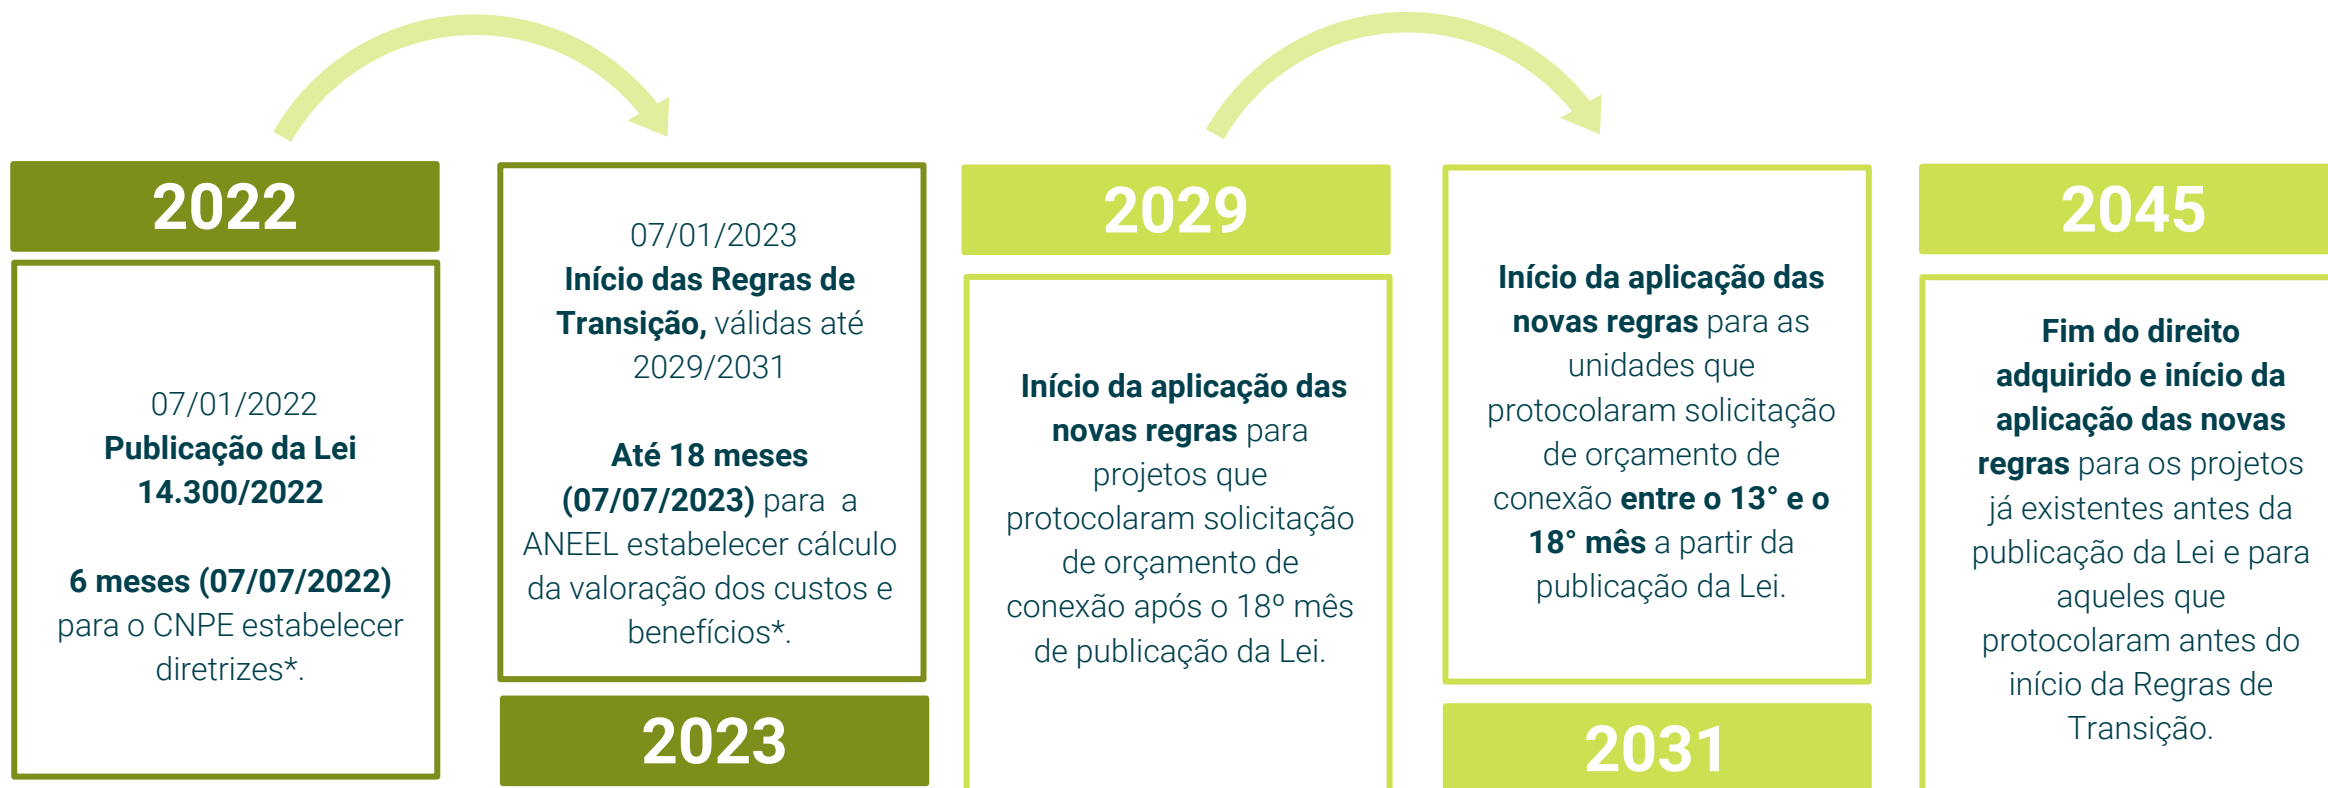 2022
07/01/2022
Publicação da Lei
14.300/2022
6 meses (07/07/2022)
para o CNPE estabelecer
diretrizes*.
07/01/2023
Início das Regras de
Transição, válidas até
2029/2031
Até 18 meses
(07/07/2023) para a
ANEEL estabelecer cálculo
da valoração dos custos e
benefícios*.
2023
2029
Início da aplicação das
novas regras para
projetos que
protocolaram solicitação
de orçamento de
conexão após o 18º mês
de publicação da Lei.
Início da aplicação das
novas regras para as
unidades que
protocolaram solicitação
de orçamento de
conexão entre o 13° e o
18° mês a partir da
publicação da Lei.
2031
2045
Fim do direito
adquirido e início da
aplicação das novas
regras para os projetos
já existentes antes da
publicação da Lei e para
aqueles que
protocolaram antes do
início da Regras de
Transição.